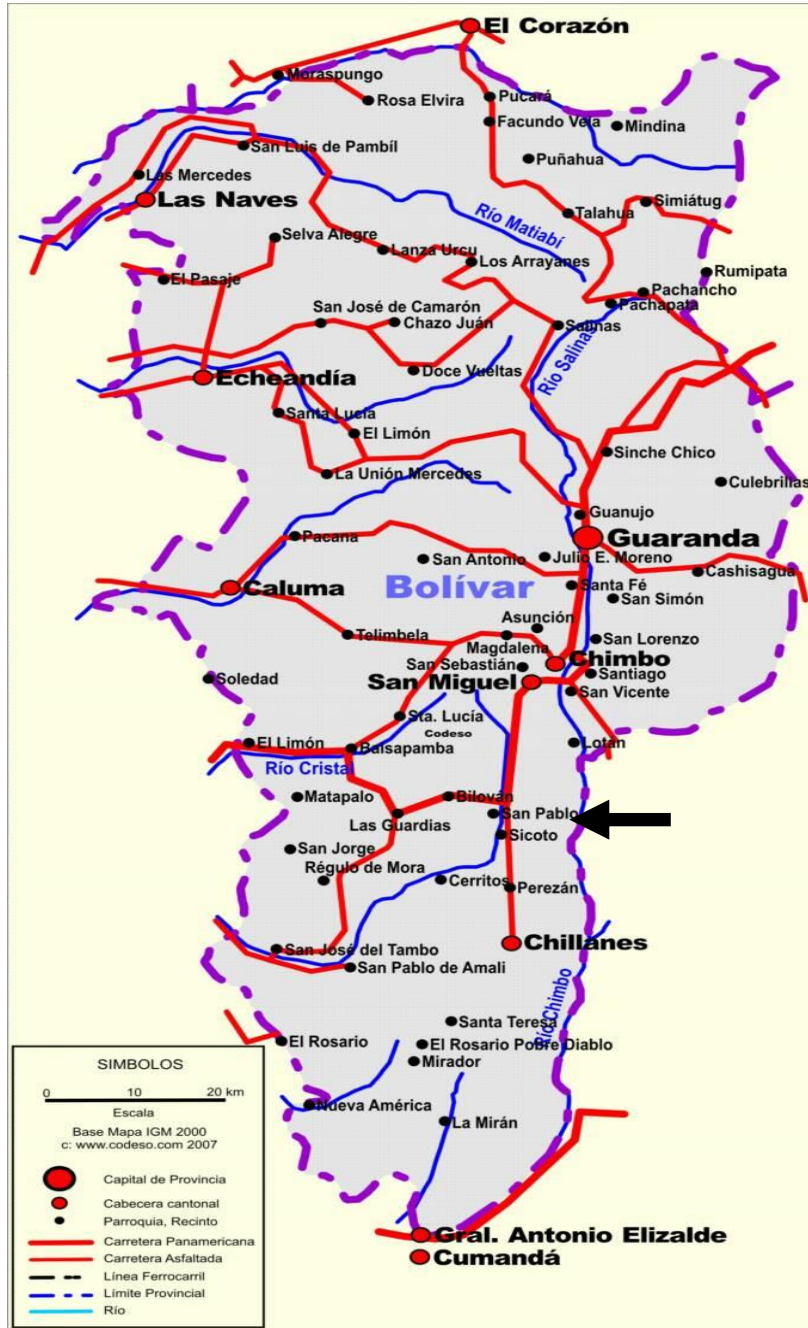 El Corazón
Moraspungo
Rosa Elvira
Pucará
Facundo Vela
Mindina
San Luis de Pambíl
Puñahua
Las Mercedes
Las Naves
Río Matiabí
Talahua
Simiátug
Selva Alegre
Lanza Urcu
Los Arrayanes
El Pasaje
Rumipata
Pachancho
Pachapata
San José de Camarón
Chazo Juán
Salinas
Río Salinas
Echeandía
Doce Vueltas
Santa Lucía
El Limón
Sinche Chico
La Unión Mercedes
Culebrillas
Guanujo
Guaranda
Pacana
San Antonio
Julio E. Moreno
Cashisagua
Caluma
Bolívar
Santa Fé
San Simón
Asunción
Telimbela
Magdalena
San Lorenzo
Chimbo
San Sebastián
Santiago
Soledad
San Miguel
San Vicente
Sta. Lucía
Codeso
El Limón
Balsapamba
Lotán
Río Cristal
Matapalo
Bilován
Las Guardias
San Pablo
Sicoto
San Jorge
Régulo de Mora
Cerritos
Perezán
Chillanes
San José del Tambo
San Pablo de Amali
Río Chimbo
Santa Teresa
El Rosario
El Rosario Pobre Diablo
Mirador
Nueva América
La Mirán
Gral. Antonio Elizalde
Cumandá
SIMBOLOS
0 10 20 km
Escala
Base Mapa IGM 2000
c: www.codeso.com 2007
Capital de Provincia
Cabecera cantonal
Parroquia, Recinto
Carretera Panamericana
Carretera Asfaltada
Línea Ferrocarril
Límite Provincial
Río